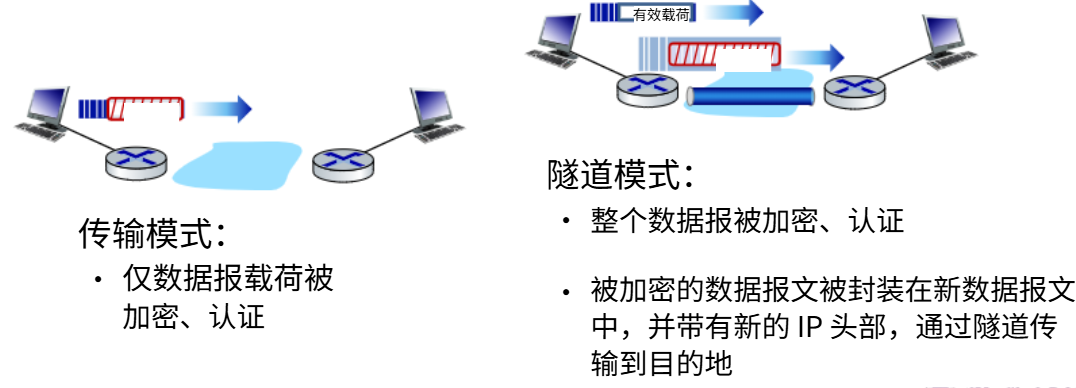 有效载荷
传输模式：
• 仅数据报载荷被
加密、认证
隧道模式：
• 整个数据报被加密、认证
• 被加密的数据报文被封装在新数据报文
中，并带有新的 IP 头部，通过隧道传
输到目的地